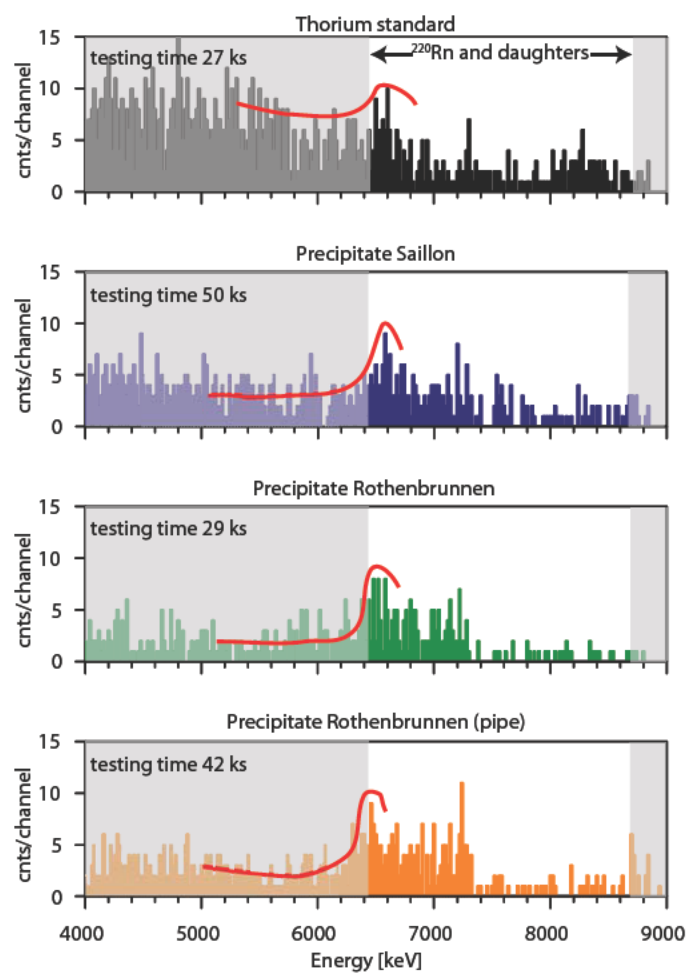 Thorium standard
15
testing time 27 ks
²²⁰Rn and daughters
10
cnts/channel
5
0
Precipitate Saillon
15
testing time 50 ks
10
cnts/channel
5
0
Precipitate Rothenbrunnen
15
testing time 29 ks
10
cnts/channel
5
0
Precipitate Rothenbrunnen (pipe)
15
testing time 42 ks
10
cnts/channel
5
0
4000 5000 6000 7000 8000 9000
Energy [keV]